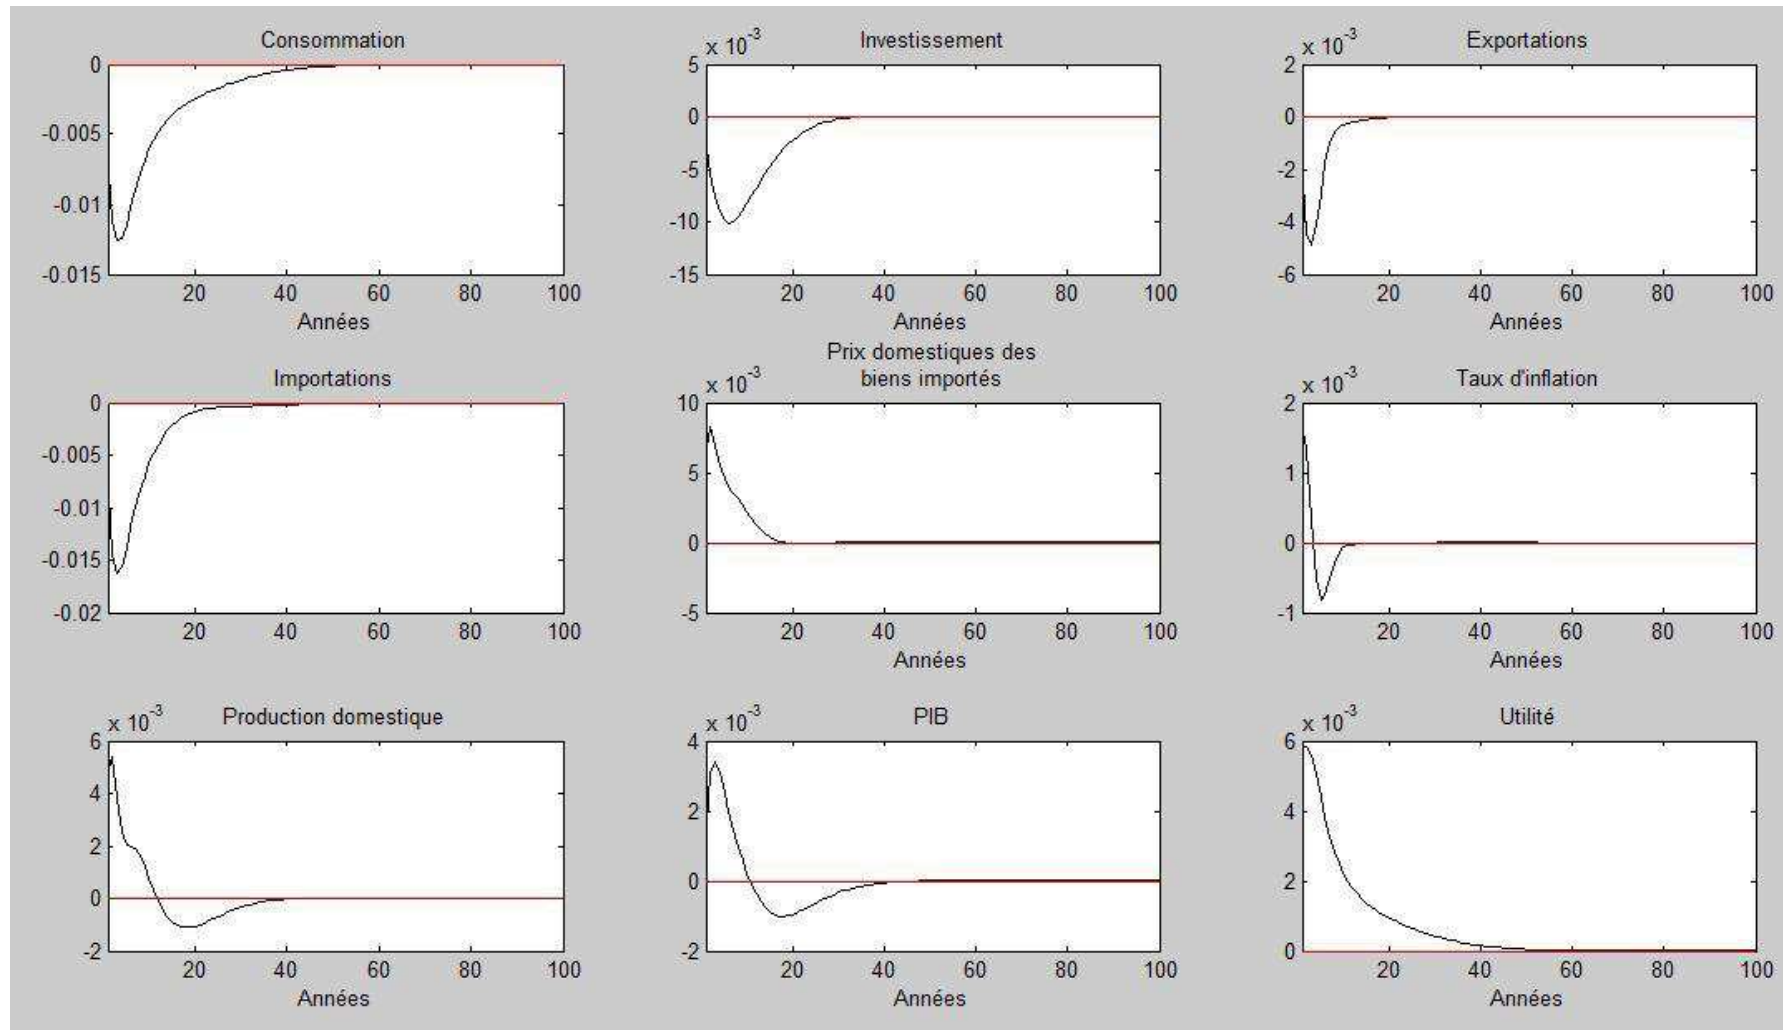 Consommation
0
-0.005
-0.01
-0.015
20 40 60 80 100
Années
x 10-3
Investissement
5
0
-5
-10
-15
20 40 60 80 100
Années
x 10-3
Exportations
2
0
-2
-4
-6
20 40 60 80 100
Années
Importations
0
-0.005
-0.01
-0.015
-0.02
20 40 60 80 100
Années
Prix domestiques des
biens importés
x 10-3
10
5
0
-5
20 40 60 80 100
Années
x 10-3
Taux d'inflation
2
1
0
-1
20 40 60 80 100
Années
x 10-3
Production domestique
6
4
2
0
-2
20 40 60 80 100
Années
x 10-3
PIB
4
2
0
-2
20 40 60 80 100
Années
x 10-3
Utilité
6
4
2
0
20 40 60 80 100
Années